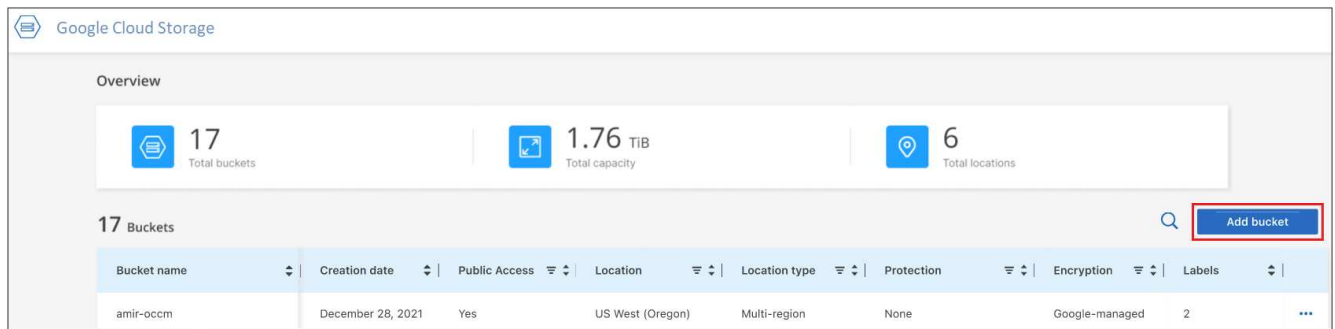 Google Cloud Storage
Overview
17
Total buckets
1.76 TiB
Total capacity
6
Total locations
17 Buckets
Add bucket
Bucket name Creation date Public Access Location Location type Protection Encryption Labels
amir-occm December 28, 2021 Yes US West (Oregon) Multi-region None Google-managed 2 •••